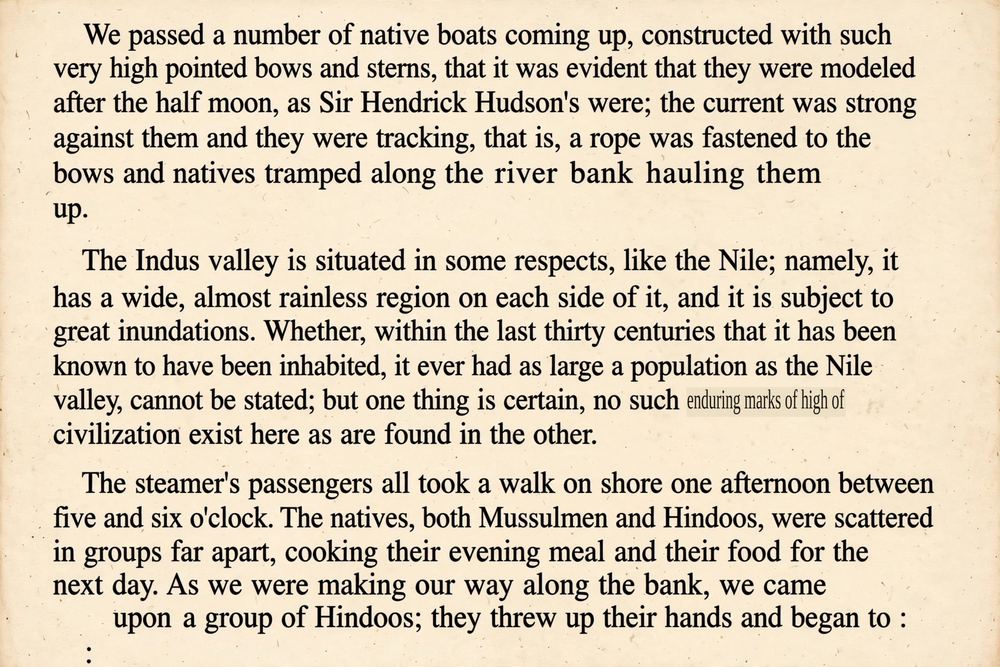 We passed a number of native boats coming up, constructed with such
very high pointed bows and sterns, that it was evident that they were modeled
after the half moon, as Sir Hendrick Hudson's were; the current was strong
against them and they were tracking, that is, a rope was fastened to the
bows and natives tramped along the river bank hauling them
up.
The Indus valley is situated in some respects, like the Nile; namely, it
has a wide, almost rainless region on each side of it, and it is subject to
great inundations. Whether, within the last thirty centuries that it has been
known to have been inhabited, it ever had as large a population as the Nile
valley, cannot be stated; but one thing is certain, no such enduring marks of high of
civilization exist here as are found in the other.
The steamer's passengers all took a walk on shore one afternoon between
five and six o'clock. The natives, both Mussulmen and Hindoos, were scattered
in groups far apart, cooking their evening meal and their food for the
next day. As we were making our way along the bank, we came
upon a group of Hindoos; they threw up their hands and began to :
: